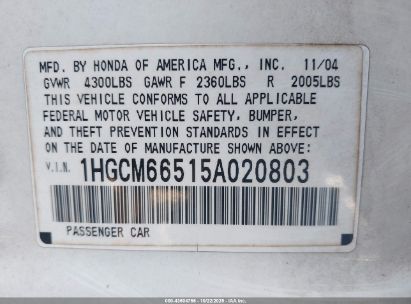 MFD. BY HONDA OF AMERICA MFG., INC. 11/04
GVWR 4300LBS GAWR F 2360LBS R 2005LBS
THIS VEHICLE CONFORMS TO ALL APPLICABLE
FEDERAL MOTOR VEHICLE SAFETY, BUMPER,
AND THEFT PREVENTION STANDARDS IN EFFECT
ON THE DATE OF MANUFACTURE SHOWN ABOVE:
V.I.N. 1HGCM66515A020803
PASSENGER CAR